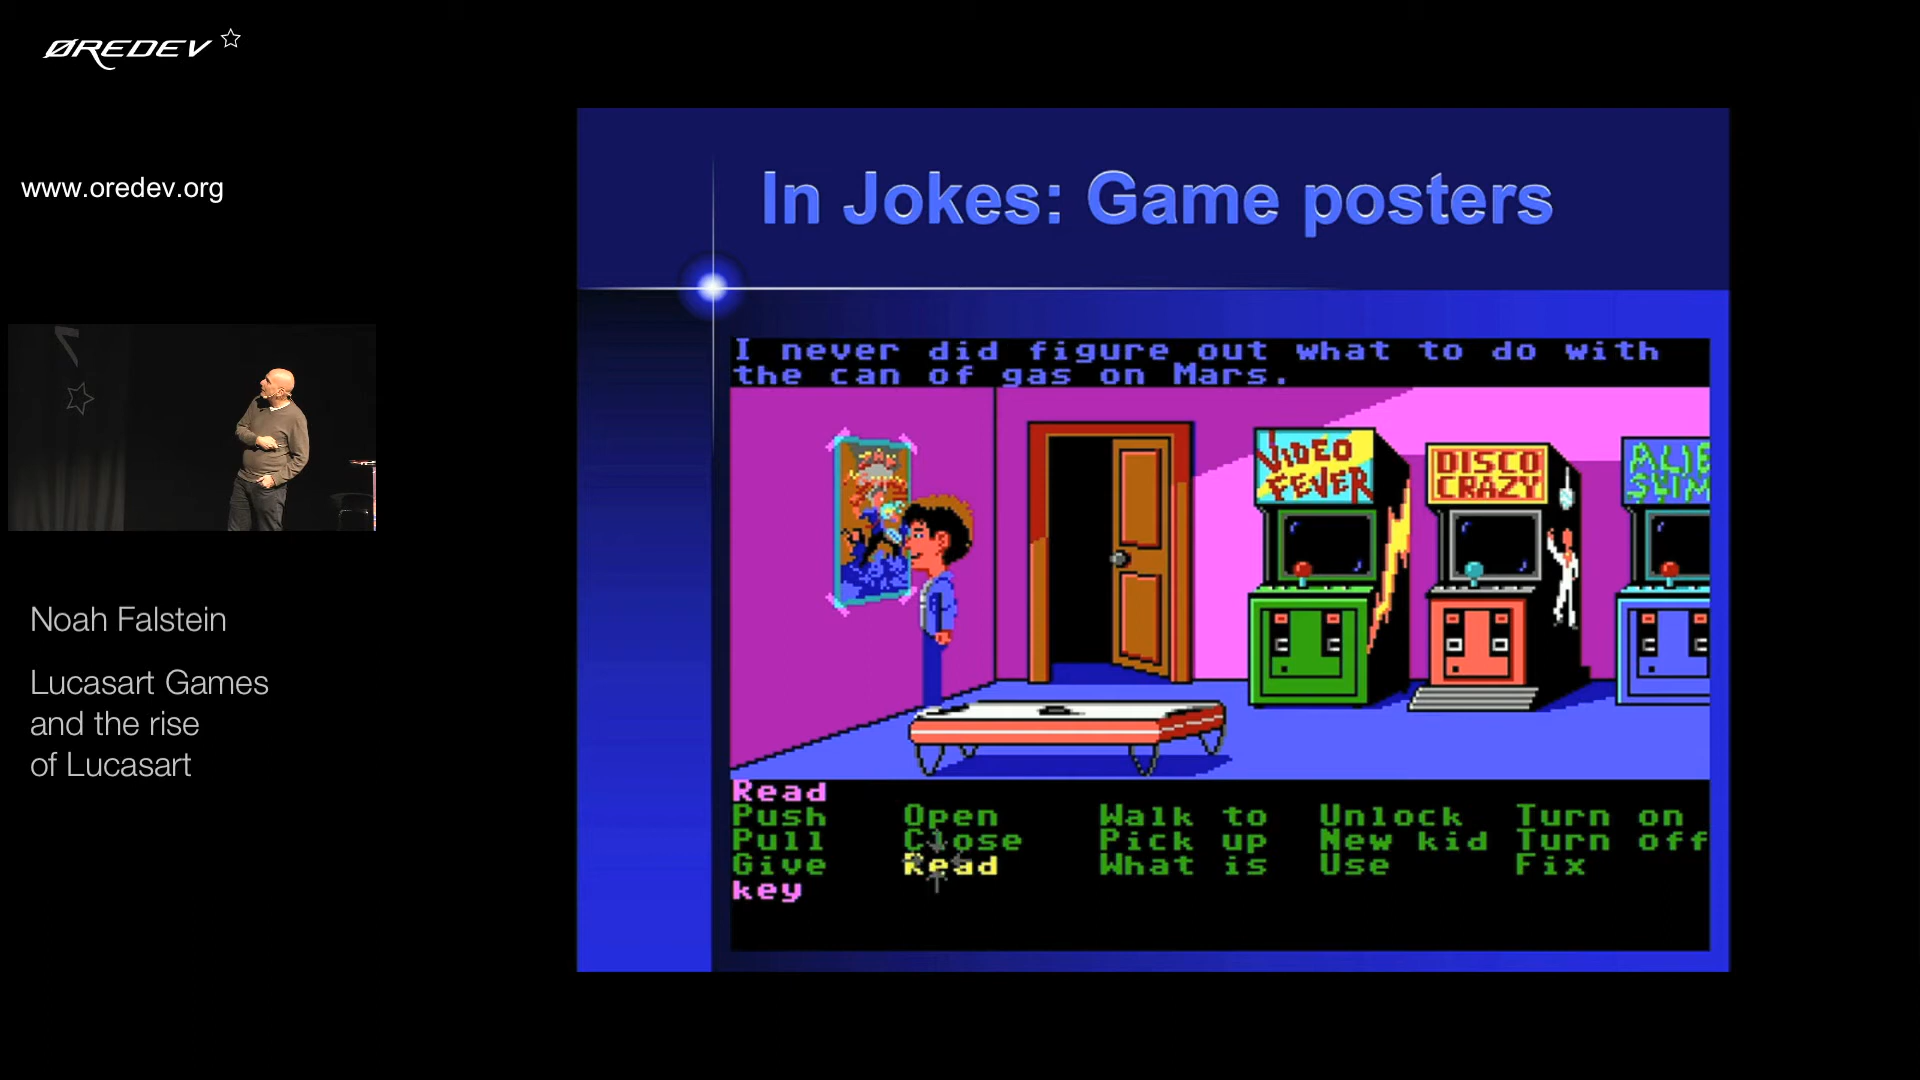 ØREDEV
www.oredev.org
In Jokes: Game posters
I never did figure out what to do with
the can of gas on Mars.
VIDEO
FEVER
DISCO
CRAZY
Read
Push Open Walk to Unlock Turn on
Pull Close Pick up New kid Turn off
Give Read What is Use Fix
key
Noah Falstein
Lucasart Games
and the rise
of Lucasart